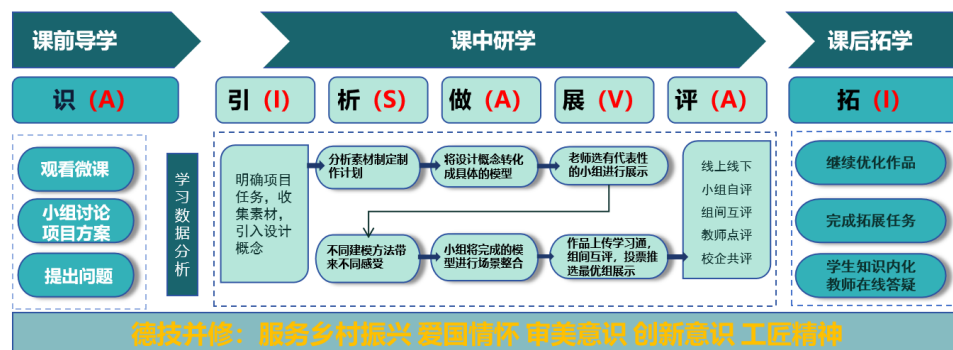 课前导学
课中研学
课后拓学
识（A）
引（I）
析（S）
做（A）
展（V）
评（A）
拓（I）
观看微课
小组讨论
项目方案
提出问题
学习数据分析
明确项目
任务，收
集素材，
引入设计
概念
分析素材制定制
作计划
将设计概念转化
成具体的模型
老师选有代表性
的小组进行展示
不同建模方法带
来不同感受
小组将完成的模
型进行场景整合
作品上传学习通，
组间互评，投票推
选最优组展示
线上线下
小组自评
组间互评
教师点评
校企共评
继续优化作品
完成拓展任务
学生知识内化
教师在线答疑
德技并修：服务乡村振兴 爱国情怀 审美意识 创新意识 工匠精神